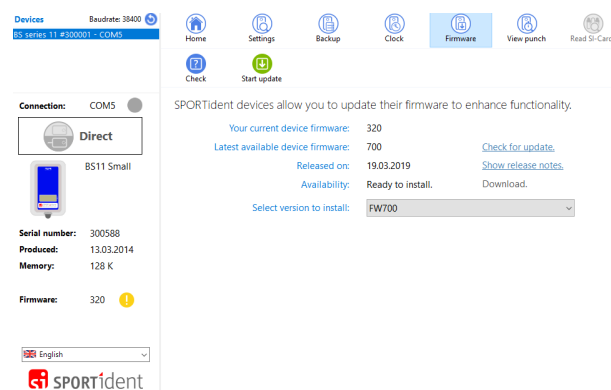 Devices
Baudrate: 38400
BS series 11 #300001 - COM5
Home
Settings
Backup
Clock
Firmware
View punch
Read SI-Card
Check
Start update
Connection: COM5
Direct
BS11 Small
Serial number: 300588
Produced: 13.03.2014
Memory: 128 K
Firmware: 320
English
SPORTident
SPORTident devices allow you to update their firmware to enhance functionality.
Your current device firmware: 320
Latest available device firmware: 700 Check for update.
Released on: 19.03.2019 Show release notes.
Availability: Ready to install. Download.
Select version to install: FW700